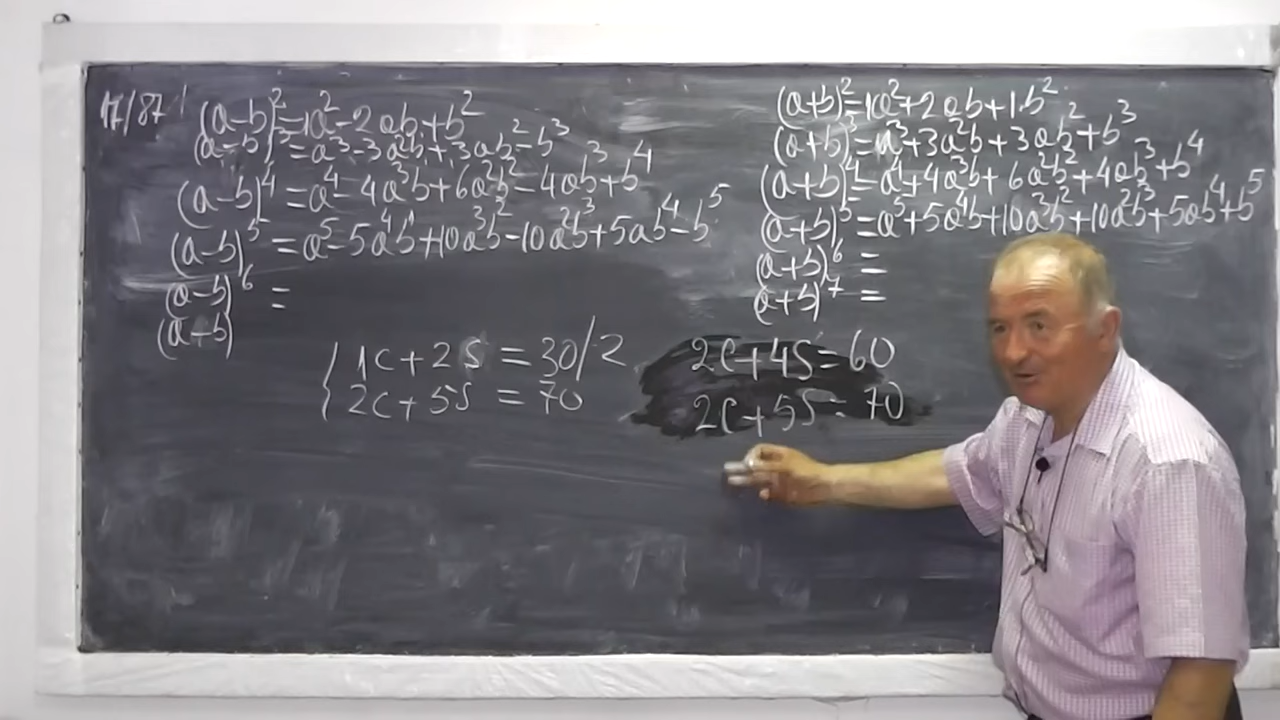 17/87
(a-b)²=1a²-2ab+b²
(a-b)³=a³-3a²b+3ab²-b³
(a-b)⁴=a⁴-4a³b+6a²b²-4ab³+b⁴
(a-b)⁵=a⁵-5a⁴b+10a³b²-10a²b³+5ab⁴-b⁵
(a-b)⁶=
(a+b)
(a+b)²=1a²+2ab+1·b²
(a+b)³=a³+3a²b+3ab²+b³
(a+b)⁴=a⁴+4a³b+6a²b²+4ab³+b⁴
(a+b)⁵=a⁵+5a⁴b+10a³b²+10a²b³+5ab⁴+b⁵
(a+b)⁶=
(a+b)⁷=
{1C+2S=30/·2
2C+5S=70
2C+4S=60
2C+5S=70